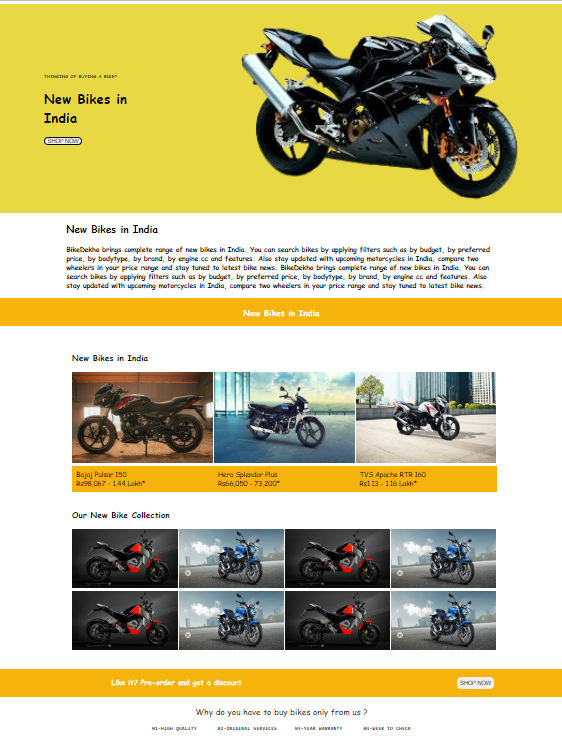 THINKING OF BUYING A BIKE?
New Bikes in
India
SHOP NOW
New Bikes in India
BikeDekho brings complete range of new bikes in India. You can search bikes by applying filters such as by budget, by preferred
price, by bodytype, by brand, by engine cc and features. Also stay updated with upcoming motorcycles in India, compare two
wheelers in your price range and stay tuned to latest bike news. BikeDekho brings complete range of new bikes in India. You can
search bikes by applying filters such as by budget, by preferred price, by bodytype, by brand, by engine cc and features. Also
stay updated with upcoming motorcycles in India, compare two wheelers in your price range and stay tuned to latest bike news.
New Bikes in India
New Bikes in India
Bajaj Pulsar 150
Rs98,067 - 1.44 Lakh*
Hero Splendor Plus
Rs66,050 - 73,200*
TVS Apache RTR 160
Rs1.13 - 1.16 Lakh*
Our New Bike Collection
Like it? Pre-order and get a discount
SHOP NOW
Why do you have to buy bikes only from us ?
01-HIGH QUALITY
02-ORIGINAL SERVICES
03-YEAR WARRANTY
04-WEEK TO CHECK